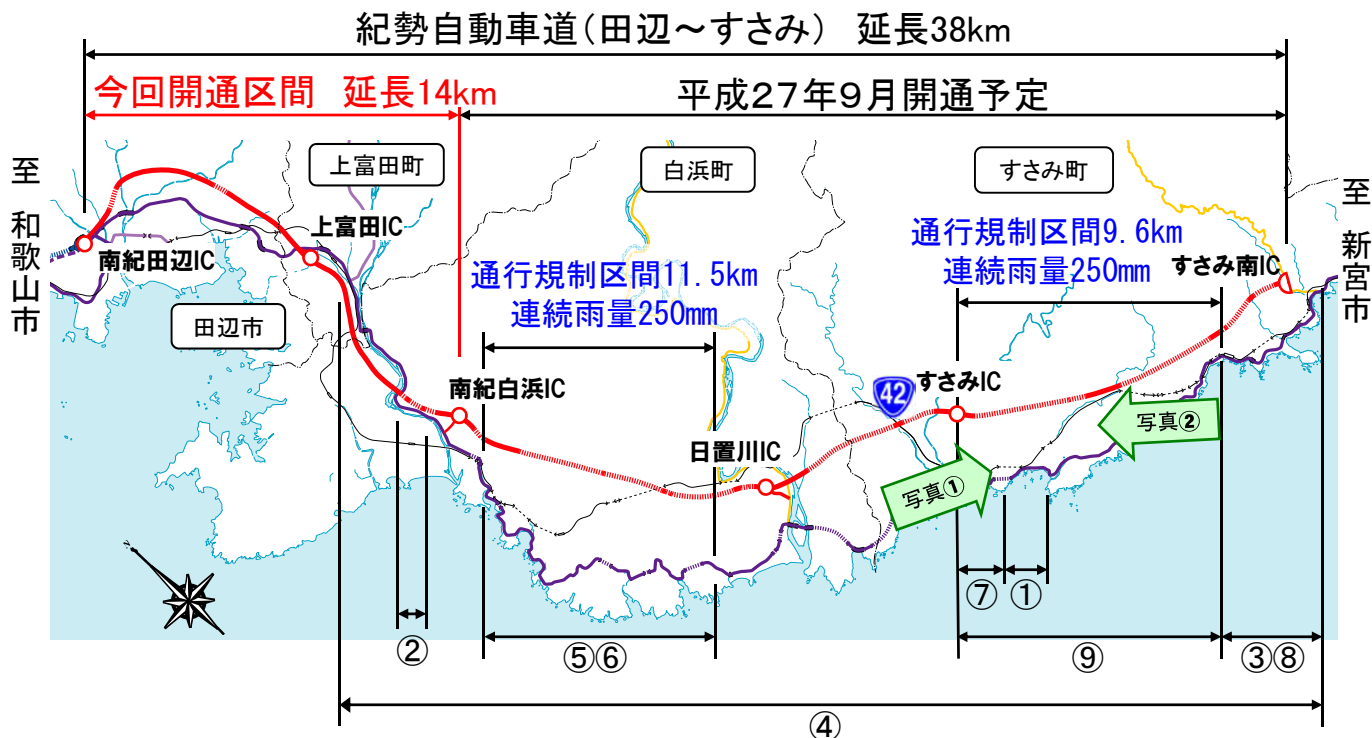 紀勢自動車道(田辺～すさみ)　延長38km
今回開通区間　延長14km
平成27年9月開通予定
至 和歌山市
上富田町
白浜町
すさみ町
至 新宮市
上富田IC
南紀田辺IC
田辺市
通行規制区間11.5km
連続雨量250mm
通行規制区間9.6km
連続雨量250mm
すさみ南IC
南紀白浜IC
42
すさみIC
日置川IC
写真②
写真①
②
⑤⑥
⑦
①
⑨
③⑧
④